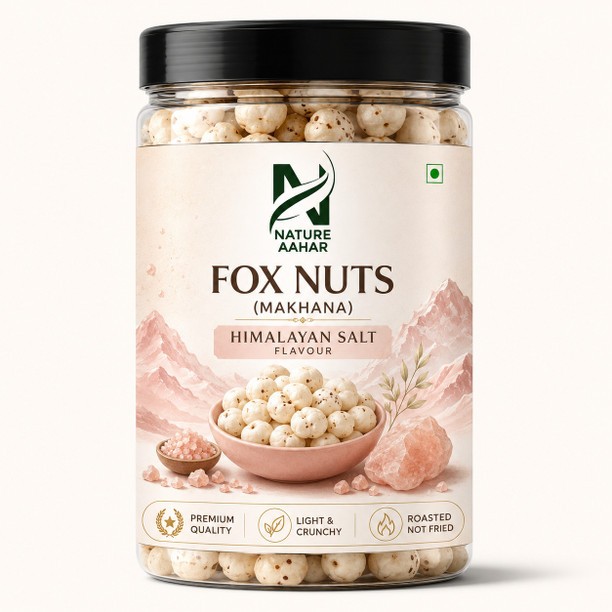 NATURE
AAHAR
FOX NUTS
(MAKHANA)
HIMALAYAN SALT
FLAVOUR
PREMIUM
QUALITY
LIGHT &
CRUNCHY
ROASTED
NOT FRIED